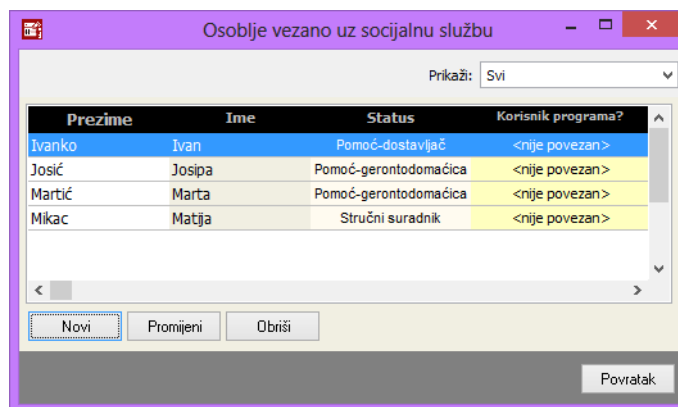 Osoblje vezano uz socijalnu službu
Prikaži: Svi
Prezime Ime Status Korisnik programa?
Ivanko Ivan Pomoć-dostavljač <nije povezan>
Josić Josipa Pomoć-gerontodomaćica <nije povezan>
Martić Marta Pomoć-gerontodomaćica <nije povezan>
Mikac Matija Stručni suradnik <nije povezan>
Novi Promijeni Obriši
Povratak